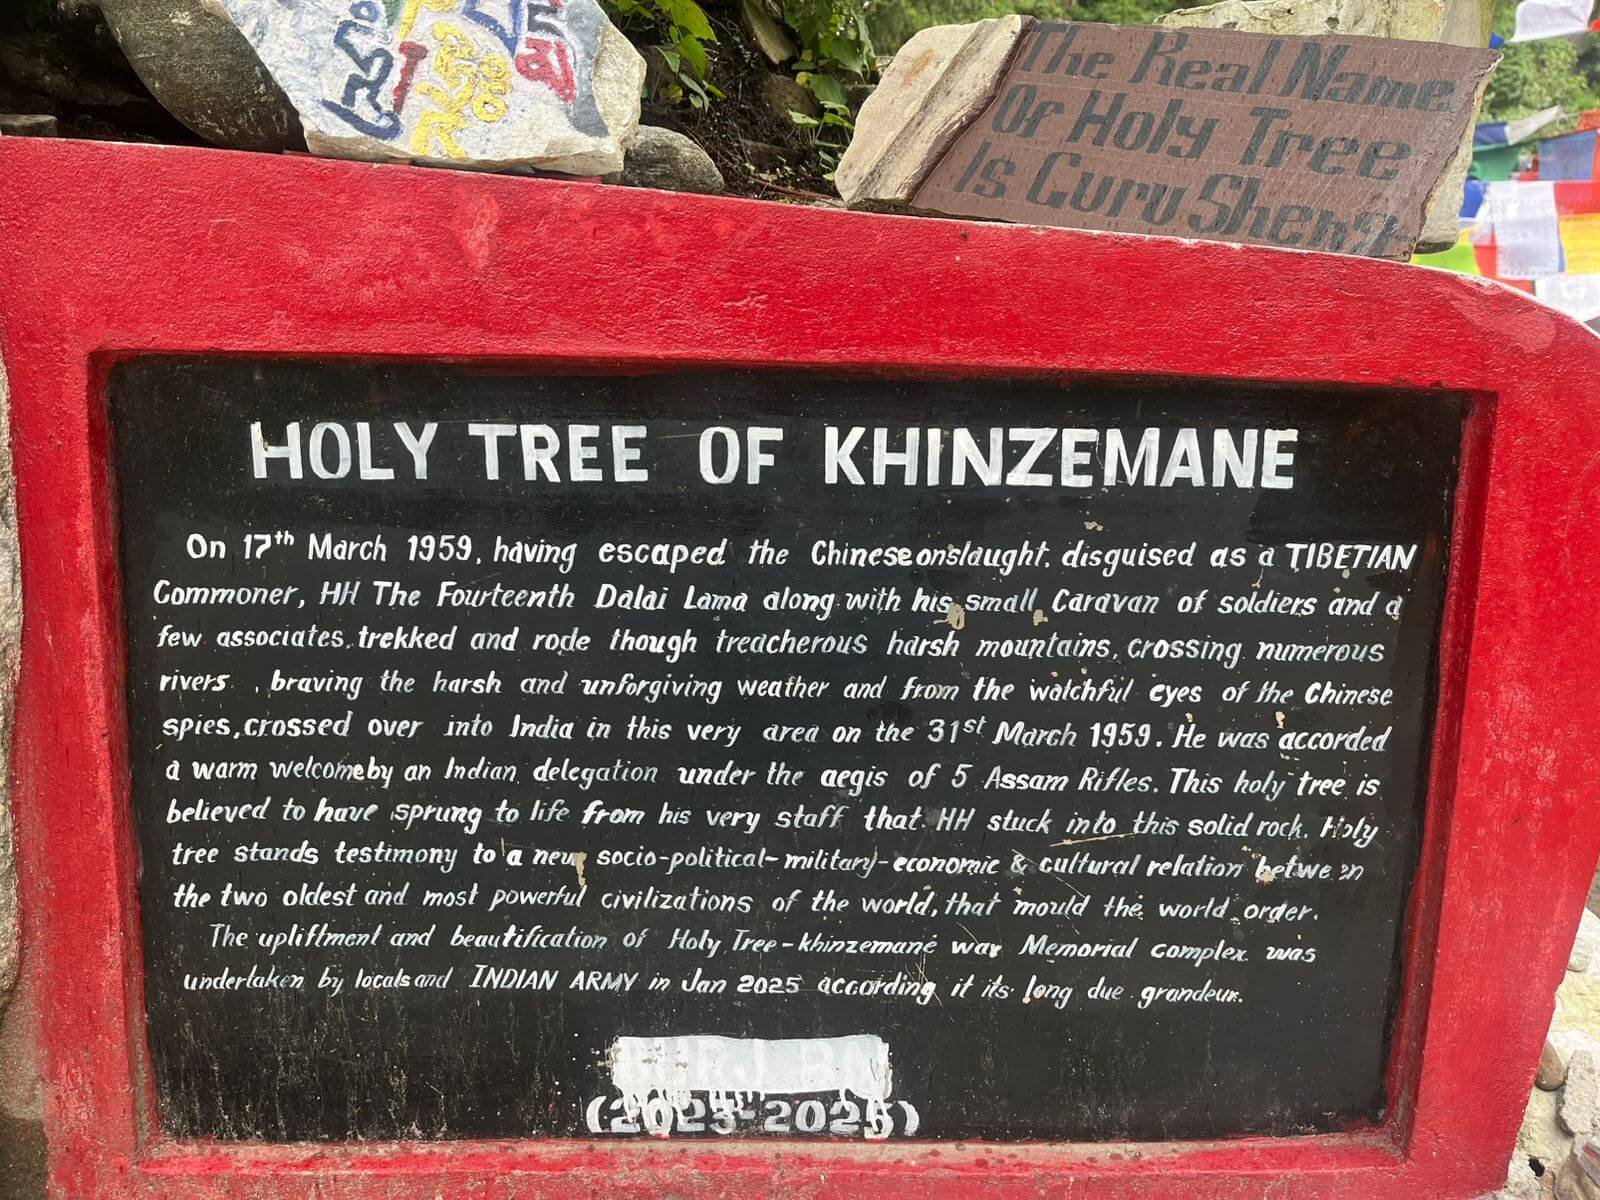 The Real Name
Of Holy Tree
Is Guru Sheng
HOLY TREE OF KHINZEMANE
On 17th March 1959, having escaped the Chinese onslaught, disguised as a TIBETIAN
Commoner, HH The Fourteenth Dalai Lama along with his small Caravan of soldiers and a
few associates, trekked and rode though treacherous harsh mountains, crossing numerous
rivers , braving the harsh and unforgiving weather and from the watchful eyes of the Chinese
spies, crossed over into India in this very area on the 31st March 1959. He was accorded
a warm welcomeby an Indian delegation under the aegis of 5 Assam Rifles. This holy tree is
believed to have sprung to life from his very staff that HH stuck into this solid rock. Holy
tree stands testimony to a new socio-political-military-economic & cultural relation between
the two oldest and most powerful civilizations of the world, that mould the world order.
The upliftment and beautification of Holy Tree-khinzemane war Memorial complex was
undertaken by locals and INDIAN ARMY in Jan 2025 according it its long due grandeur.
(2023-2025)